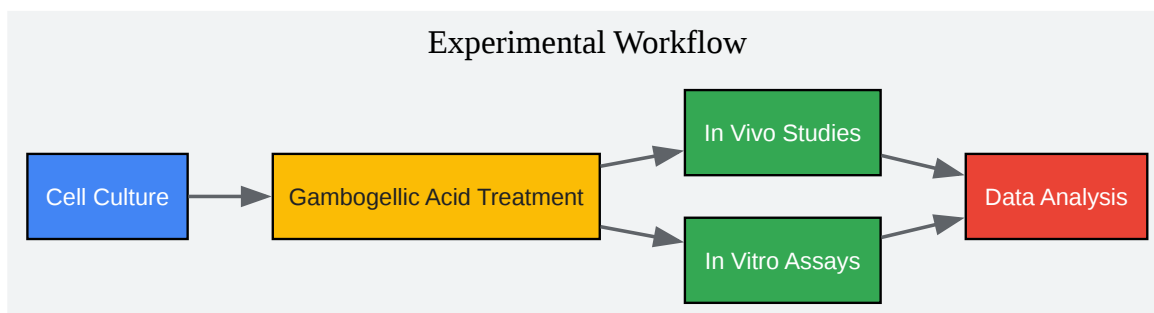 Experimental Workflow
Cell Culture
Gambogellic Acid Treatment
In Vivo Studies
In Vitro Assays
Data Analysis